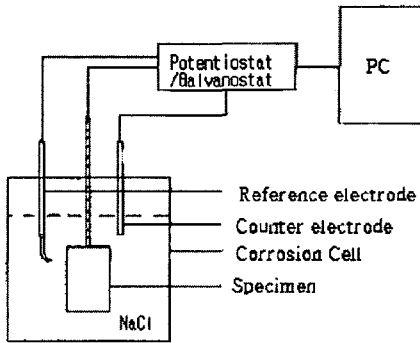 Potentiostat
/Galvanostat
PC
Reference electrode
Counter electrode
Corrosion Cell
Specimen
NaCl